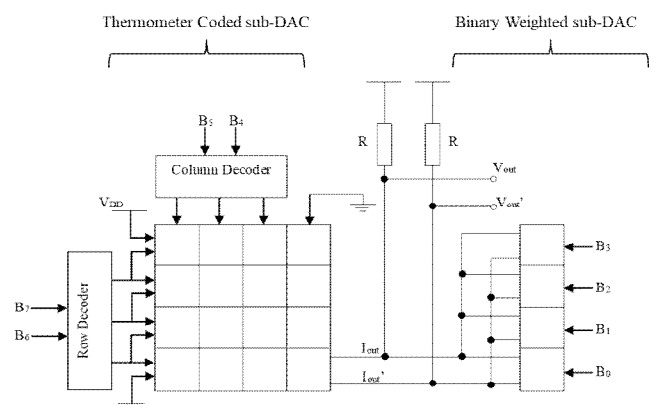 Thermometer Coded sub-DAC
Binary Weighted sub-DAC
B5 B4
Column Decoder
R R
Vout
Vout'
VDD
B7
B6
Row Decoder
Iout
Iout'
B3
B2
B1
B0